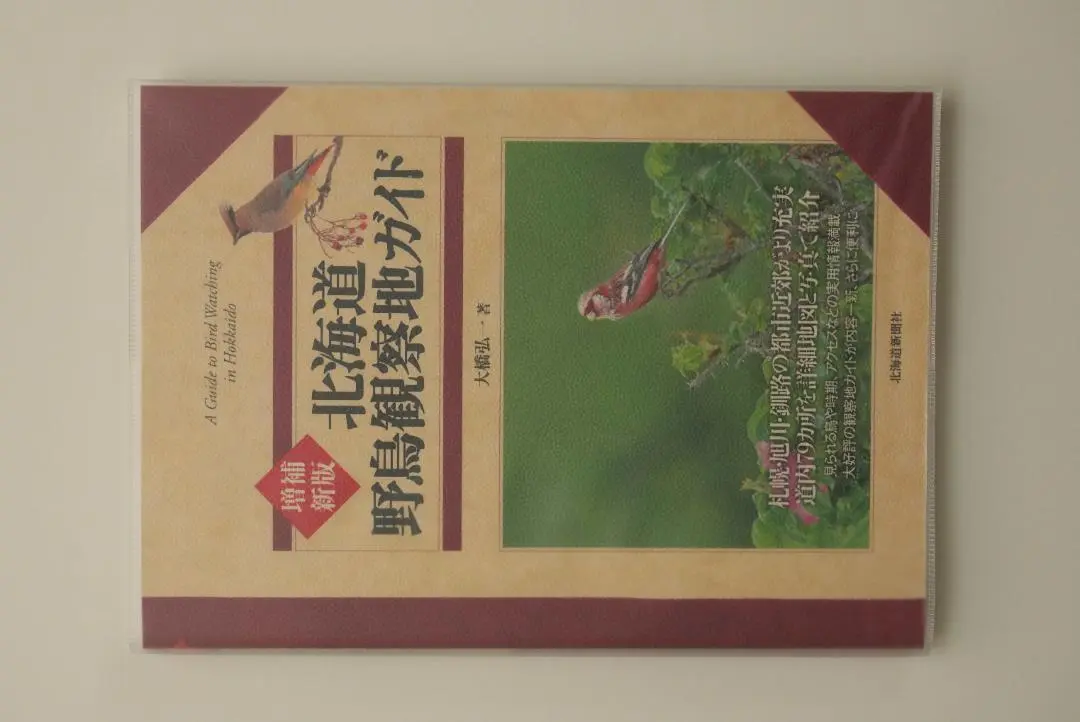 A Guide to Bird Watching
in Hokkaido
増補
新版
北海道
野鳥観察地ガイド
大橋弘一 著
札幌・旭川・釧路の都市近郊がより充実
道内79カ所を詳細地図と写真で紹介
見られる鳥や時期、アクセスなどの実用情報満載
大好評の観察地ガイドが内容一新、さらに便利に
北海道新聞社